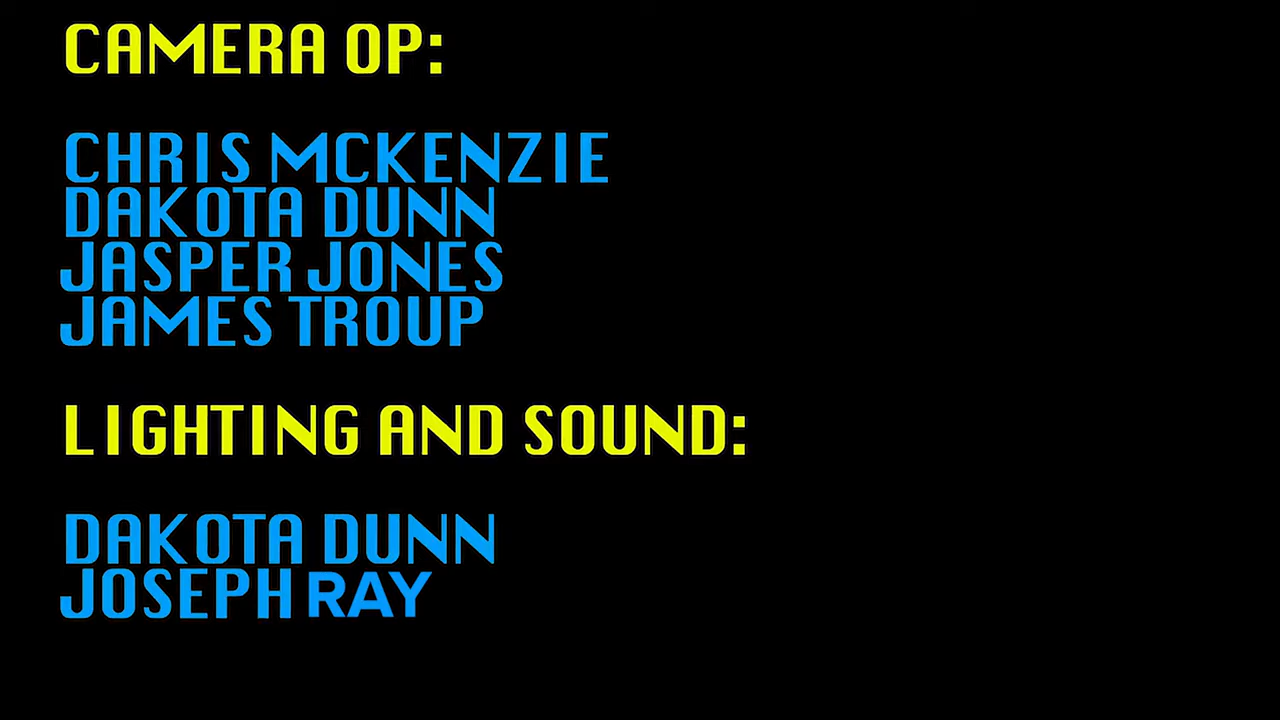 CAMERA OP:
CHRIS MCKENZIE
DAKOTA DUNN
JASPER JONES
JAMES TROUP
LIGHTING AND SOUND:
DAKOTA DUNN
JOSEPH RAY